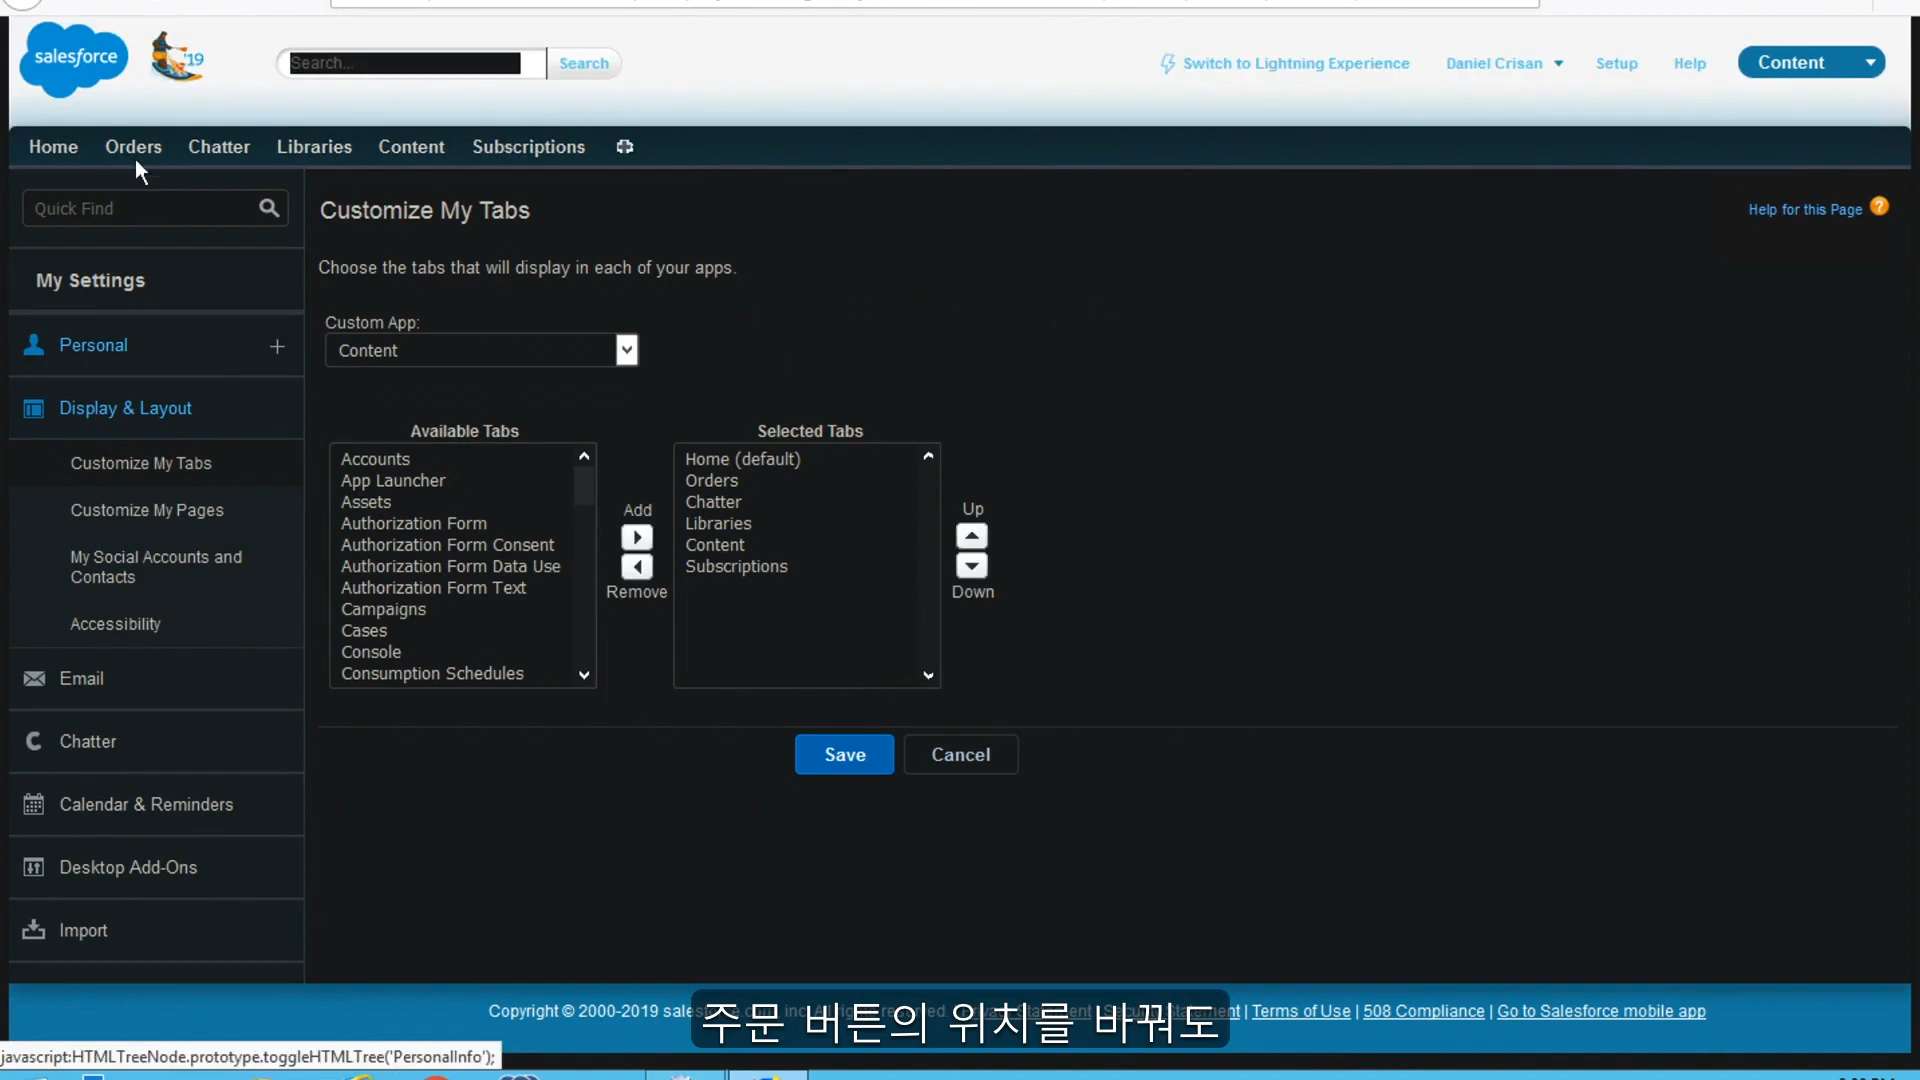 salesforce
'19
Search...
Search
Switch to Lightning Experience
Daniel Crisan
Setup
Help
Content
Home
Orders
Chatter
Libraries
Content
Subscriptions
Quick Find
Customize My Tabs
Help for this Page
?
Choose the tabs that will display in each of your apps.
My Settings
Custom App:
Content
Personal
Display & Layout
Customize My Tabs
Customize My Pages
My Social Accounts and
Contacts
Accessibility
Email
Chatter
Calendar & Reminders
Desktop Add-Ons
Import
Available Tabs
Accounts
App Launcher
Assets
Authorization Form
Authorization Form Consent
Authorization Form Data Use
Authorization Form Text
Campaigns
Cases
Console
Consumption Schedules
Add
Remove
Selected Tabs
Home (default)
Orders
Chatter
Libraries
Content
Subscriptions
Up
Down
Save
Cancel
Copyright © 2000-2019 | Terms of Use | 508 Compliance | Go to Salesforce mobile app
주문 버튼의 위치를 바꿔도
javascript:HTMLTreeNode.prototype.toggleHTMLTree('PersonalInfo');